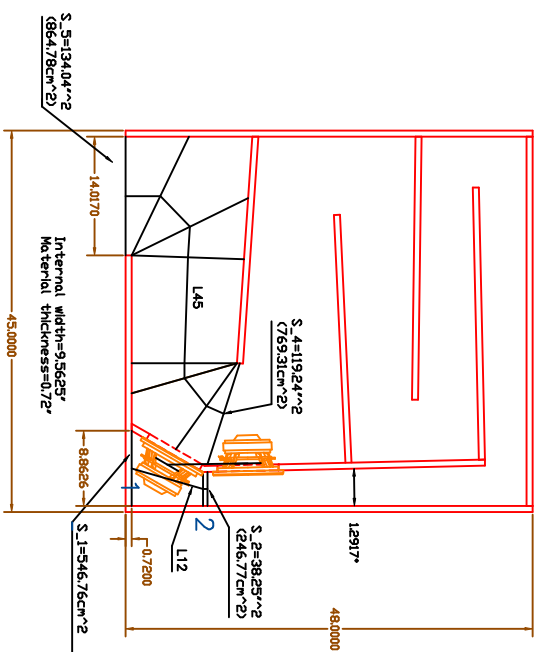 S_5=134.04"^2
(864.78cm^2)
14.0170
Internal width=9.5625"
Material thickness=0.72"
45.0000
L45
S_4=119.24"^2
(769.31cm^2)
8.8626
1
2
L12
S_2=38.25"^2
(246.77cm^2)
1.2917"
0.7200
S_1=546.76cm^2
48.0000